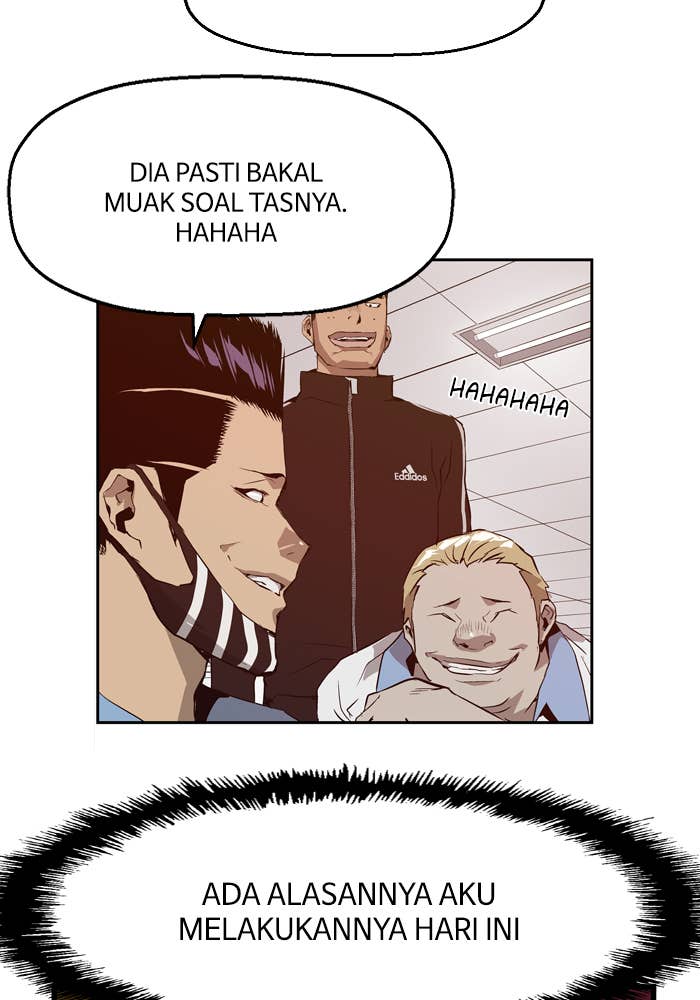 DIA PASTI BAKAL
MUAK SOAL TASNYA.
HAHAHA
HAHAHAHA
Eddidos
ADA ALASANNYA AKU
MELAKUKANNYA HARI INI